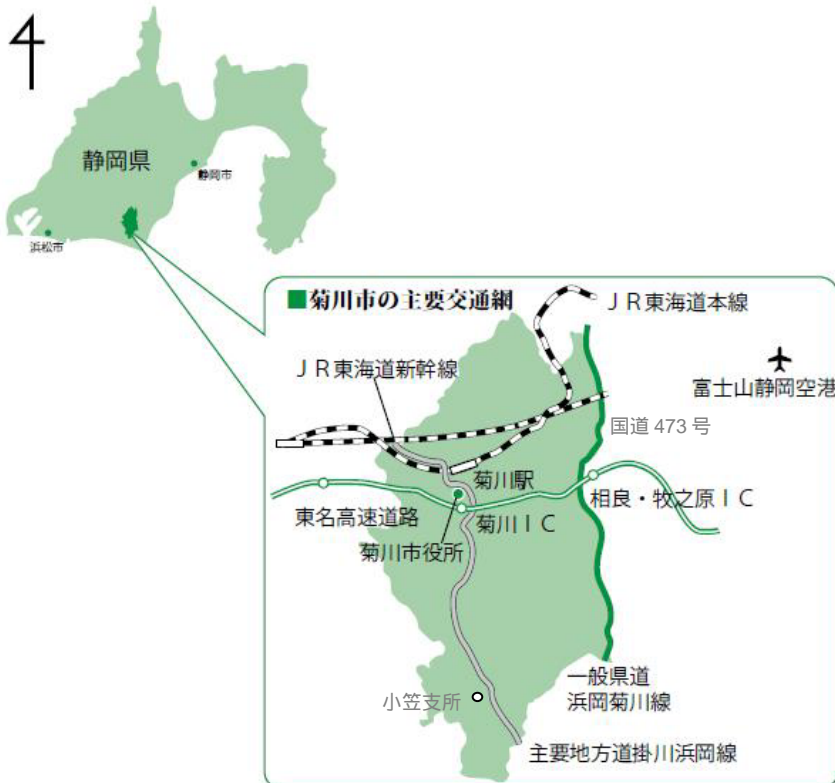 静岡県
静岡市
浜松市
■菊川市の主要交通網
ＪＲ東海道本線
ＪＲ東海道新幹線
富士山静岡空港
国道 473 号
菊川駅
相良・牧之原ＩＣ
東名高速道路
菊川ＩＣ
菊川市役所
一般県道
浜岡菊川線
小笠支所
主要地方道掛川浜岡線